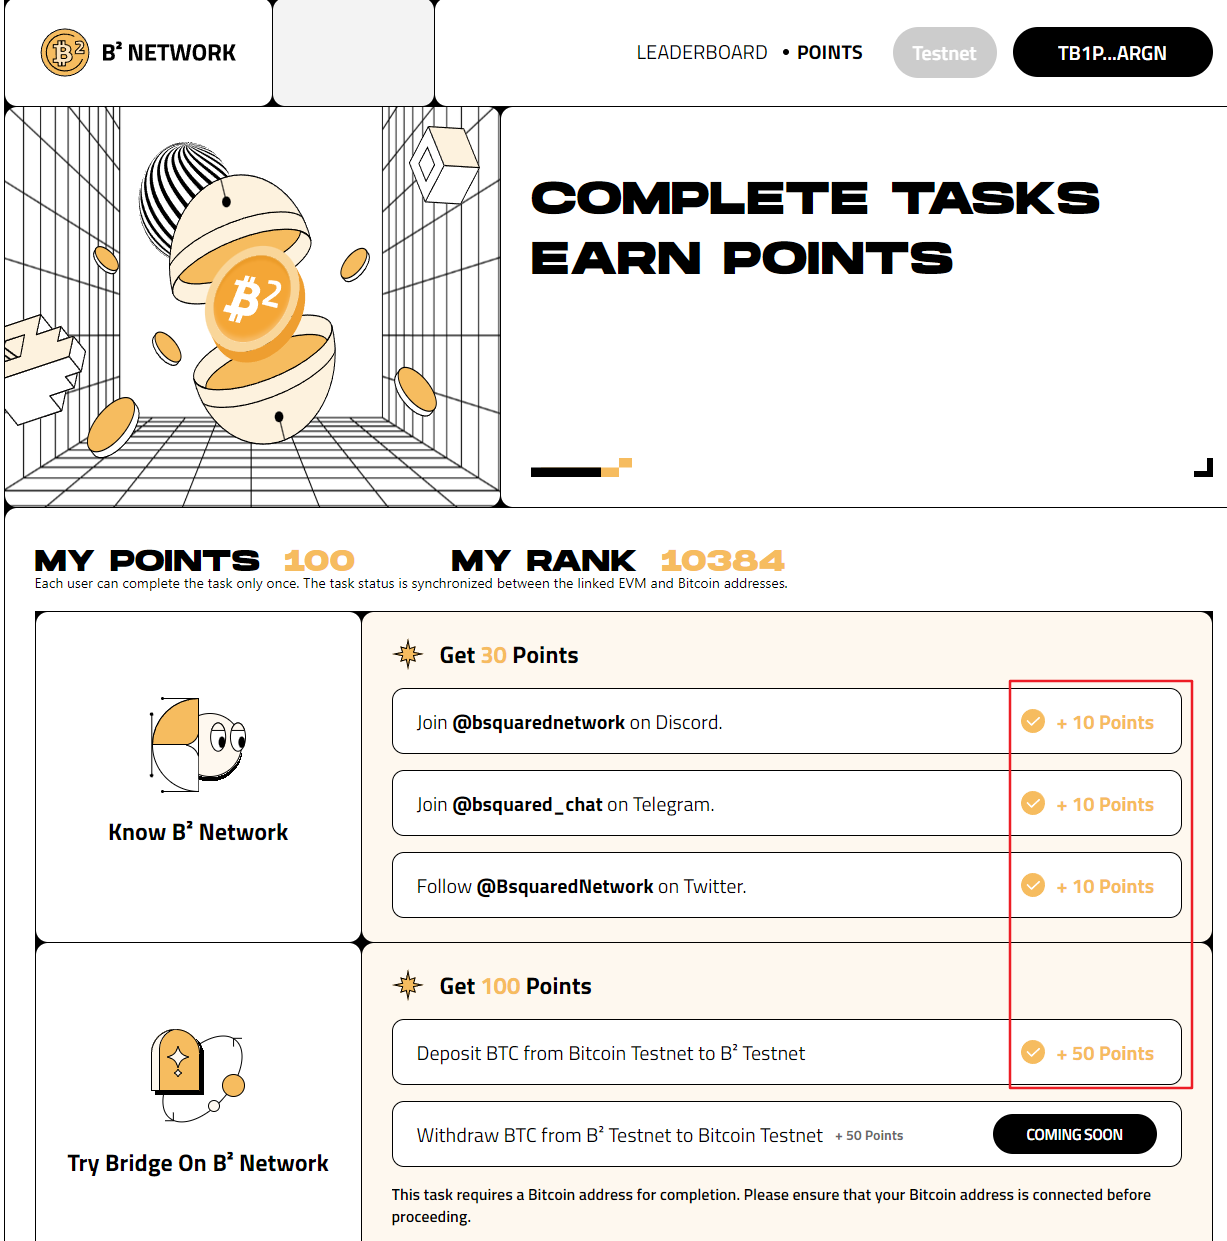 B² NETWORK
LEADERBOARD • POINTS Testnet TB1P...ARGN
COMPLETE TASKS
EARN POINTS
₿2
MY POINTS 100 MY RANK 10384
Each user can complete the task only once. The task status is synchronized between the linked EVM and Bitcoin addresses.
Know B² Network
Get 30 Points
Join @bsquarednetwork on Discord. + 10 Points
Join @bsquared_chat on Telegram. + 10 Points
Follow @BsquaredNetwork on Twitter. + 10 Points
Try Bridge On B² Network
Get 100 Points
Deposit BTC from Bitcoin Testnet to B² Testnet + 50 Points
Withdraw BTC from B² Testnet to Bitcoin Testnet + 50 Points COMING SOON
This task requires a Bitcoin address for completion. Please ensure that your Bitcoin address is connected before
proceeding.